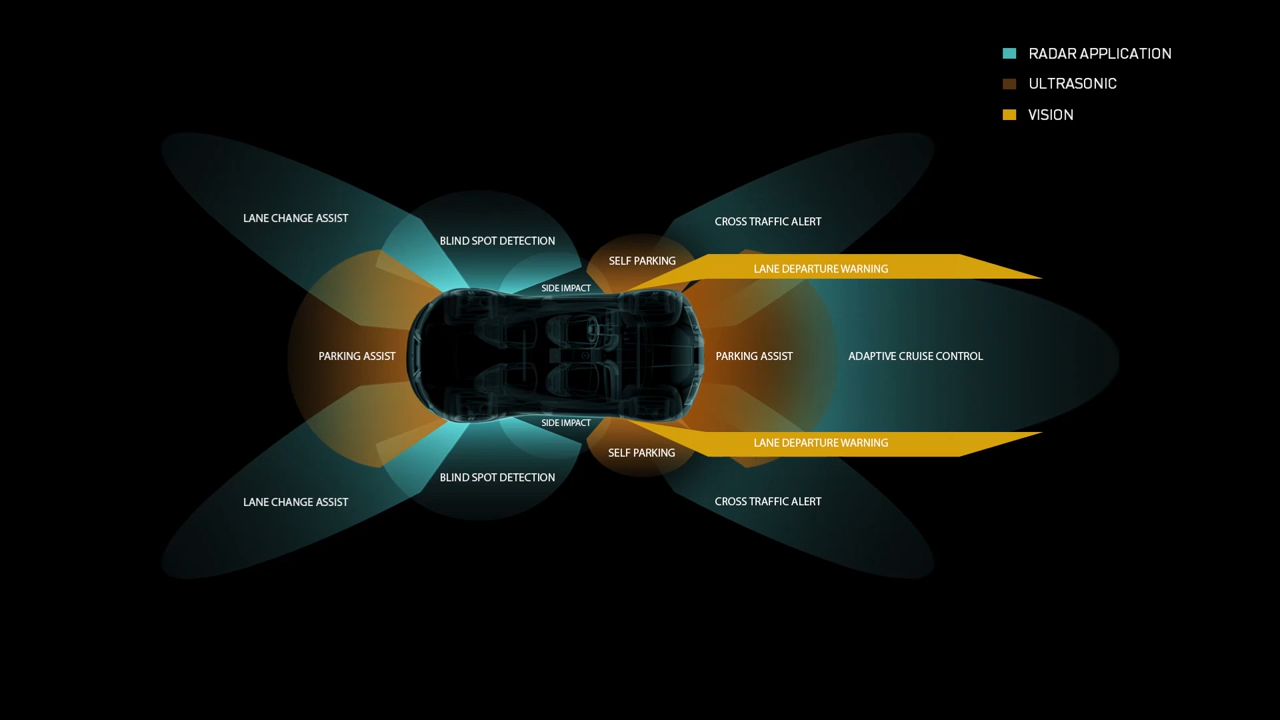 RADAR APPLICATION
ULTRASONIC
VISION
LANE CHANGE ASSIST
CROSS TRAFFIC ALERT
BLIND SPOT DETECTION
SELF PARKING
LANE DEPARTURE WARNING
SIDE IMPACT
PARKING ASSIST
PARKING ASSIST
ADAPTIVE CRUISE CONTROL
SIDE IMPACT
LANE DEPARTURE WARNING
SELF PARKING
BLIND SPOT DETECTION
LANE CHANGE ASSIST
CROSS TRAFFIC ALERT